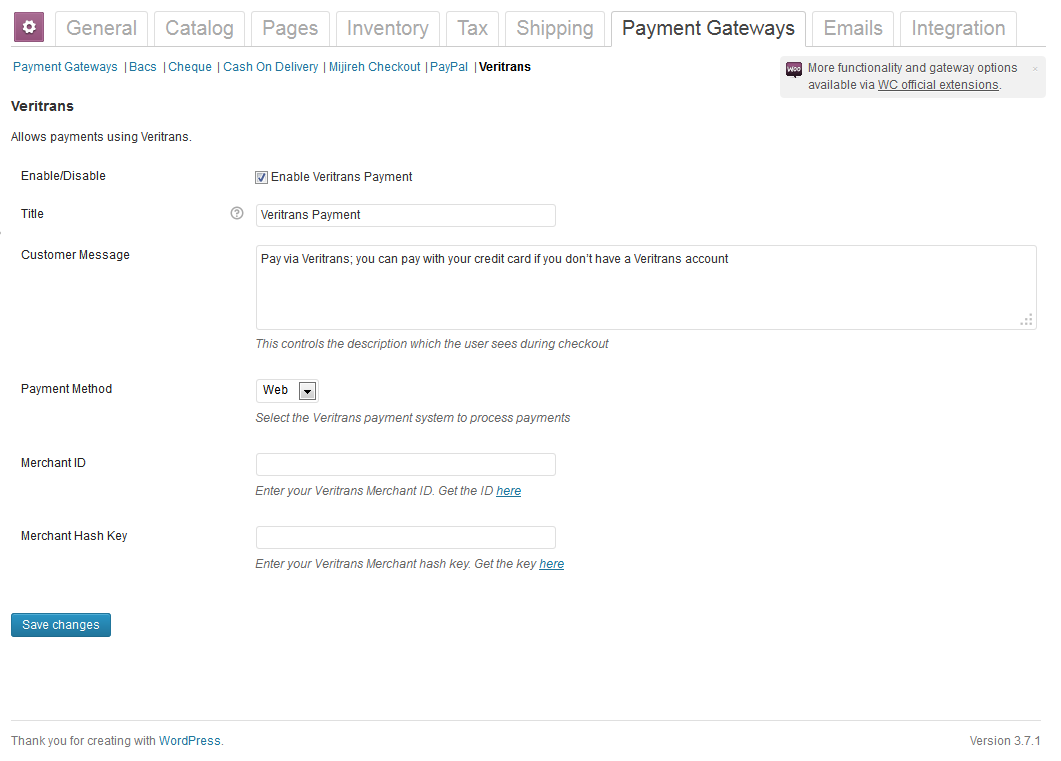 General Catalog Pages Inventory Tax Shipping Payment Gateways Emails Integration
Payment Gateways | Bacs | Cheque | Cash On Delivery | Mijireh Checkout | PayPal | Veritrans
woo More functionality and gateway options ×
available via WC official extensions.
Veritrans
Allows payments using Veritrans.
Enable/Disable Enable Veritrans Payment
Title ? Veritrans Payment
Customer Message Pay via Veritrans; you can pay with your credit card if you don't have a Veritrans account
This controls the description which the user sees during checkout
Payment Method Web
Select the Veritrans payment system to process payments
Merchant ID
Enter your Veritrans Merchant ID. Get the ID here
Merchant Hash Key
Enter your Veritrans Merchant hash key. Get the key here
Save changes
Thank you for creating with WordPress. Version 3.7.1